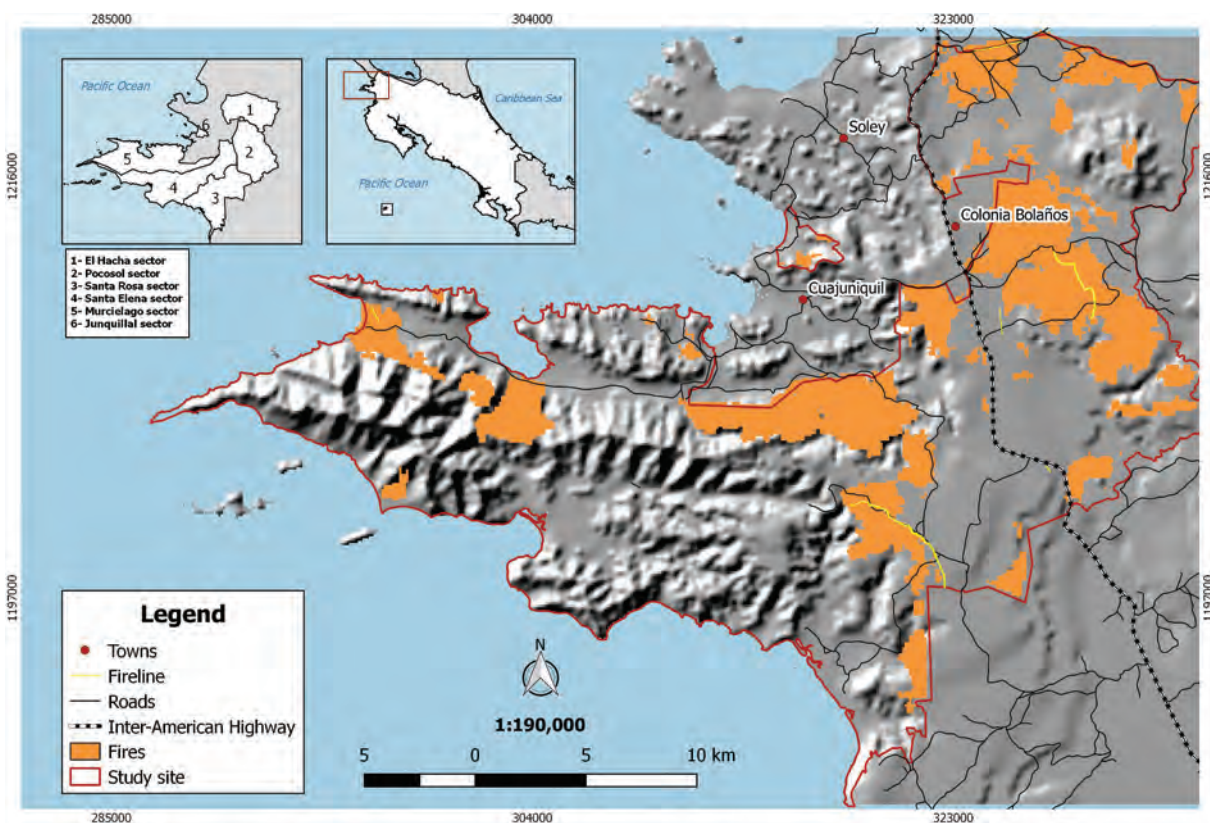 285000
304000
323000
1216000
1216000
1197000
1197000
Pacific Ocean
1
2
3
4
5
6
Caribbean Sea
Pacific Ocean
1- El Hacha sector
2- Pocosol sector
3- Santa Rosa sector
4- Santa Elena sector
5- Murcielago sector
6- Junquillal sector
Soley
Colonia Bolaños
Cuajuniquil
Legend
Towns
Fireline
Roads
Inter-American Highway
Fires
Study site
N
1:190,000
5 0 5 10 km
285000
304000
323000